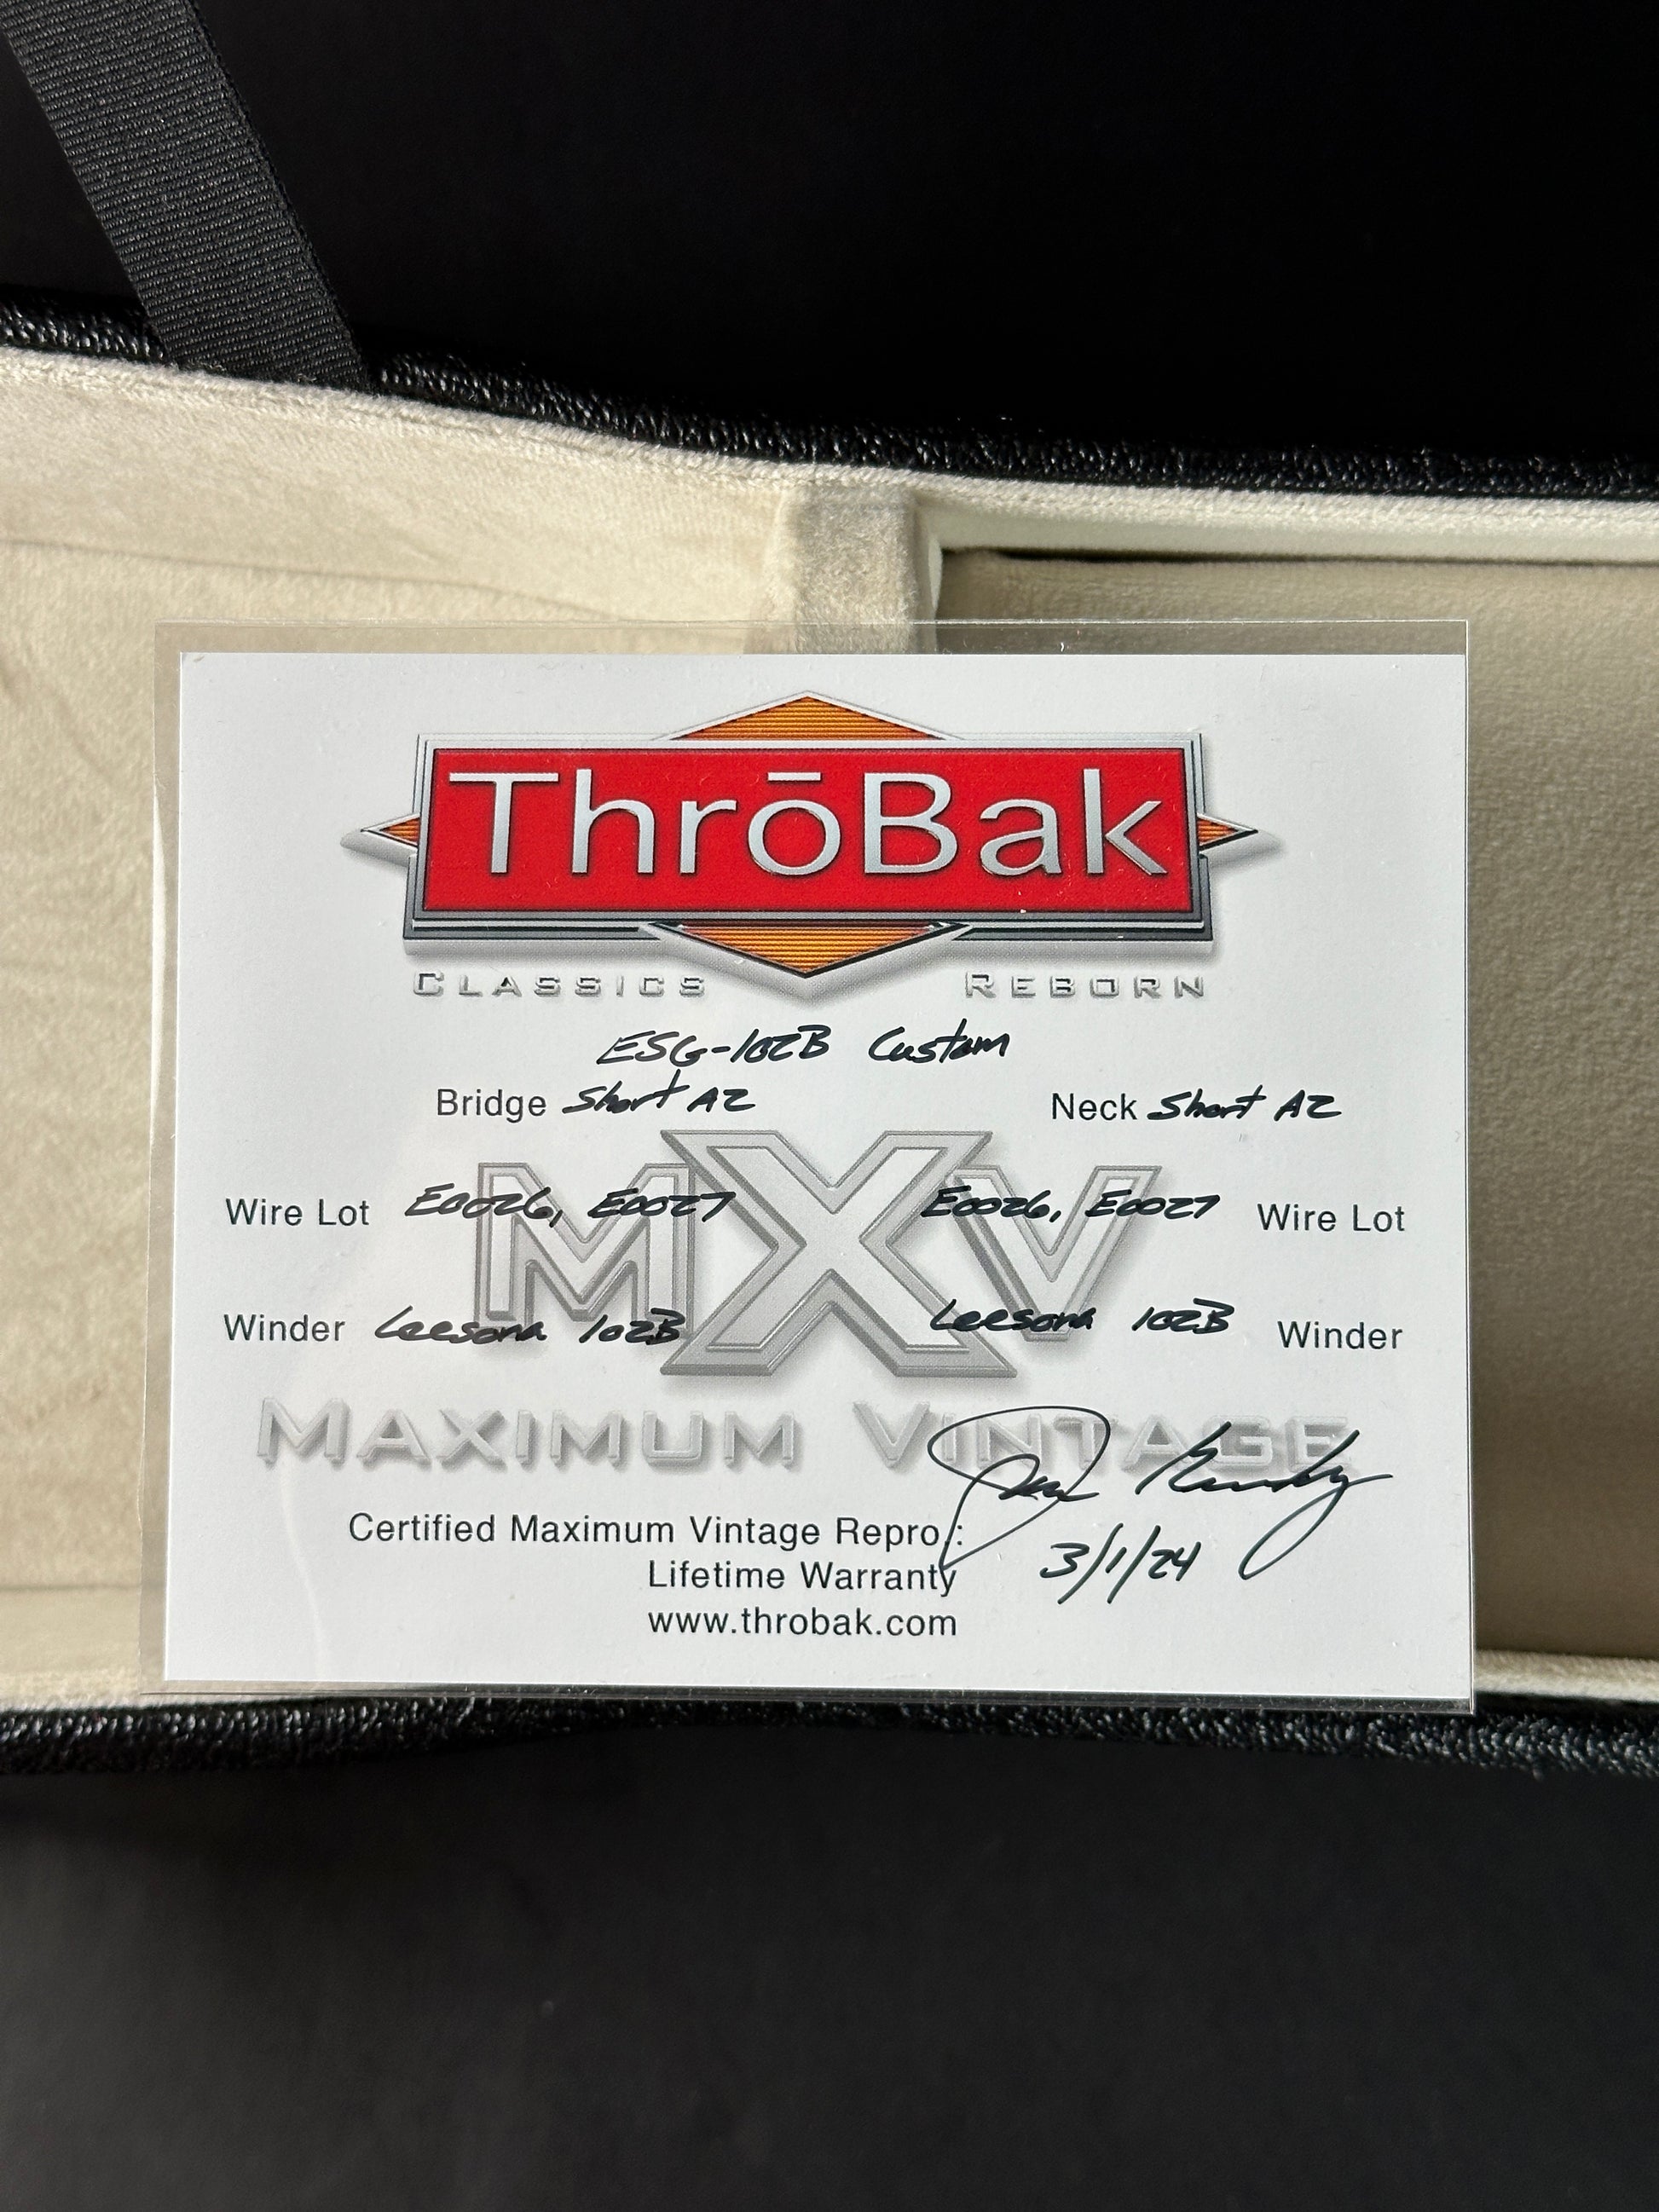 ThrōBak
CLASSICS REBORN
ESG-102B Custom
Bridge Short A2 Neck Short A2
MXV
Wire Lot E0026, E0027 E0026, E0027 Wire Lot
Winder Leesona 102B Leesona 102B Winder
MAXIMUM VINTAGE
Certified Maximum Vintage Repro.:
Lifetime Warranty
3/1/24
www.throbak.com